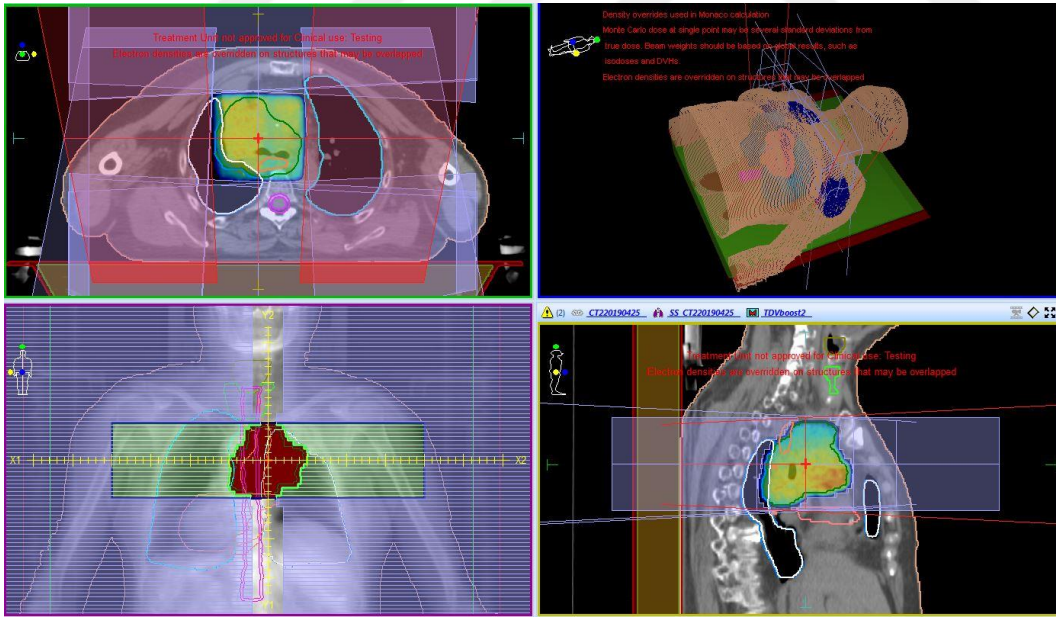 Treatment Unit not approved for Clinical use: Testing
Electron densities are overridden on structures that may be overlapped
Density overrides used in Monaco calculation
Monte Carlo dose at single point may be several standard deviations from
true dose. Beam weights should be based on global results, such as
isodoses and DVHs.
Electron densities are overridden on structures that may be overlapped
Y2
X1
X2
(2) CT220190425 SS_CT220190425 TDVboost2
Treatment Unit not approved for Clinical use: Testing
Electron densities are overridden on structures that may be overlapped